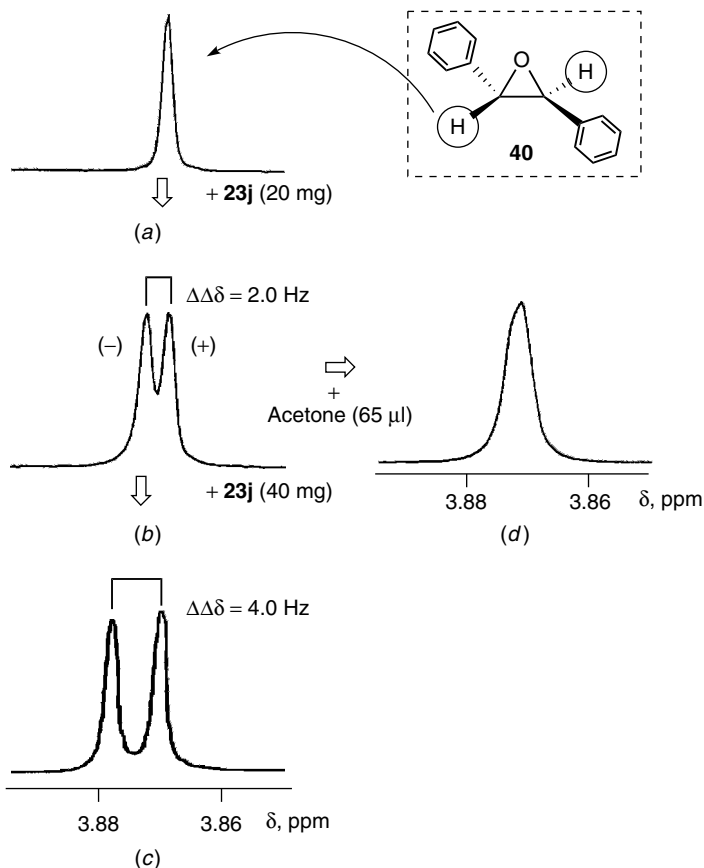 O
H
H
40
+ 23j (20 mg)
(a)
ΔΔδ = 2.0 Hz
(−)
(+)
+
Acetone (65 µl)
+ 23j (40 mg)
(b)
3.88
3.86
δ, ppm
(d)
ΔΔδ = 4.0 Hz
3.88
3.86
δ, ppm
(c)